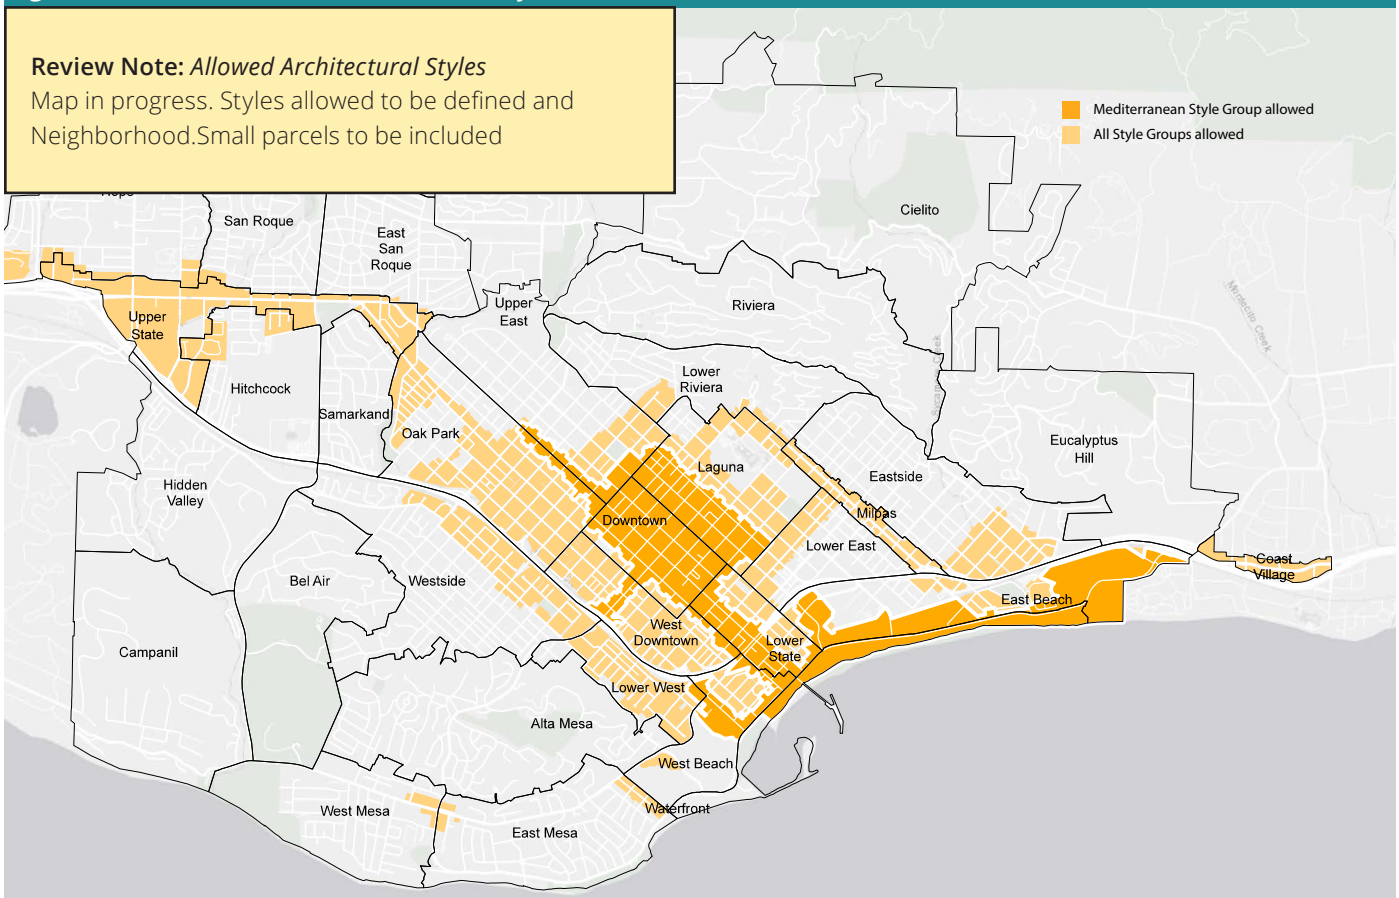 Review Note: Allowed Architectural Styles
Map in progress. Styles allowed to be defined and
Neighborhood.Small parcels to be included
Mediterranean Style Group allowed
All Style Groups allowed
Hope
San Roque
East
San
Roque
Cielito
Upper
State
Upper
East
Riviera
Montecito Creek
Hitchcock
Samarkand
Lower
Riviera
Oak Park
Laguna
Eastside
Eucalyptus
Hill
Hidden
Valley
Downtown
Milpas
Lower East
Bel Air
Westside
Coast
Village
East Beach
West
Downtown
Lower
State
Campanil
Lower West
Alta Mesa
West Beach
West Mesa
East Mesa
Waterfront